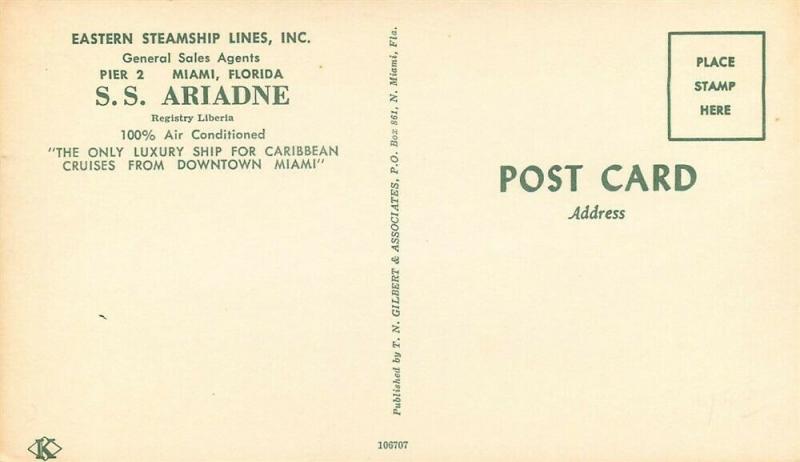 EASTERN STEAMSHIP LINES, INC.
General Sales Agents
PIER 2 MIAMI, FLORIDA
S. S. ARIADNE
Registry Liberia
100% Air Conditioned
"THE ONLY LUXURY SHIP FOR CARIBBEAN
CRUISES FROM DOWNTOWN MIAMI"
Published by T. N. GILBERT & ASSOCIATES, P.O. Box 861, N. Miami, Fla.
PLACE
STAMP
HERE
POST CARD
Address
K
106707